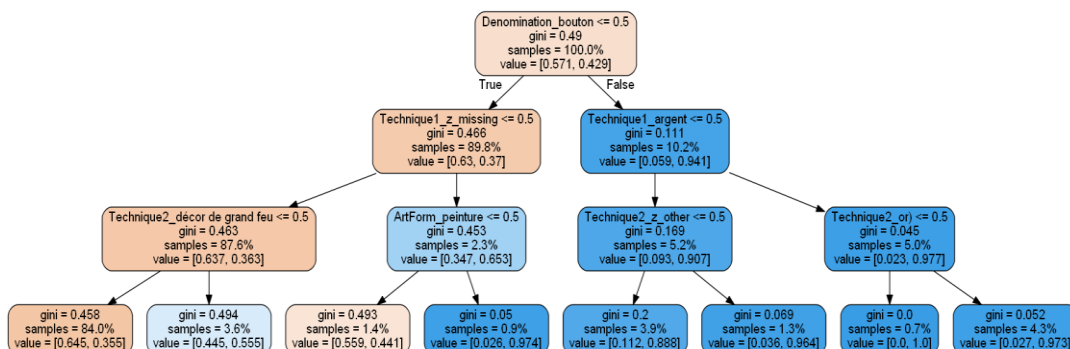 Denomination_bouton <= 0.5
gini = 0.49
samples = 100.0%
value = [0.571, 0.429]
True
False
Technique1_z_missing <= 0.5
gini = 0.466
samples = 89.8%
value = [0.63, 0.37]
Technique1_argent <= 0.5
gini = 0.111
samples = 10.2%
value = [0.059, 0.941]
Technique2_décor de grand feu <= 0.5
gini = 0.463
samples = 87.6%
value = [0.637, 0.363]
ArtForm_peinture <= 0.5
gini = 0.453
samples = 2.3%
value = [0.347, 0.653]
Technique2_z_other <= 0.5
gini = 0.169
samples = 5.2%
value = [0.093, 0.907]
Technique2_or) <= 0.5
gini = 0.045
samples = 5.0%
value = [0.023, 0.977]
gini = 0.458
samples = 84.0%
value = [0.645, 0.355]
gini = 0.494
samples = 3.6%
value = [0.445, 0.555]
gini = 0.493
samples = 1.4%
value = [0.559, 0.441]
gini = 0.05
samples = 0.9%
value = [0.026, 0.974]
gini = 0.2
samples = 3.9%
value = [0.112, 0.888]
gini = 0.069
samples = 1.3%
value = [0.036, 0.964]
gini = 0.0
samples = 0.7%
value = [0.0, 1.0]
gini = 0.052
samples = 4.3%
value = [0.027, 0.973]